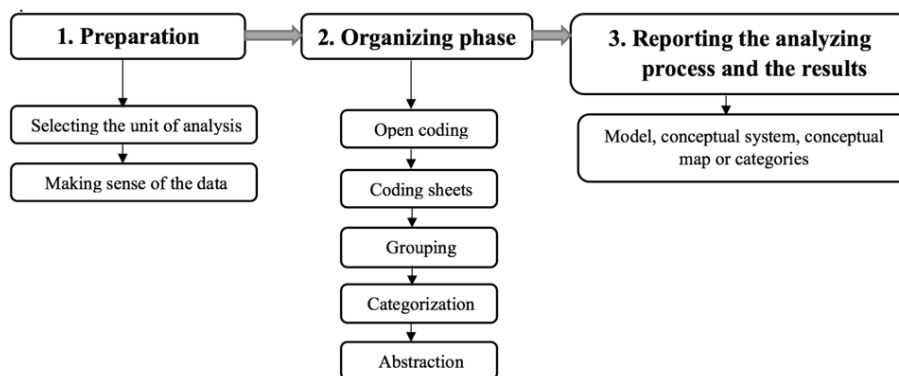 1. Preparation
Selecting the unit of analysis
Making sense of the data
2. Organizing phase
Open coding
Coding sheets
Grouping
Categorization
Abstraction
3. Reporting the analyzing
process and the results
Model, conceptual system, conceptual
map or categories